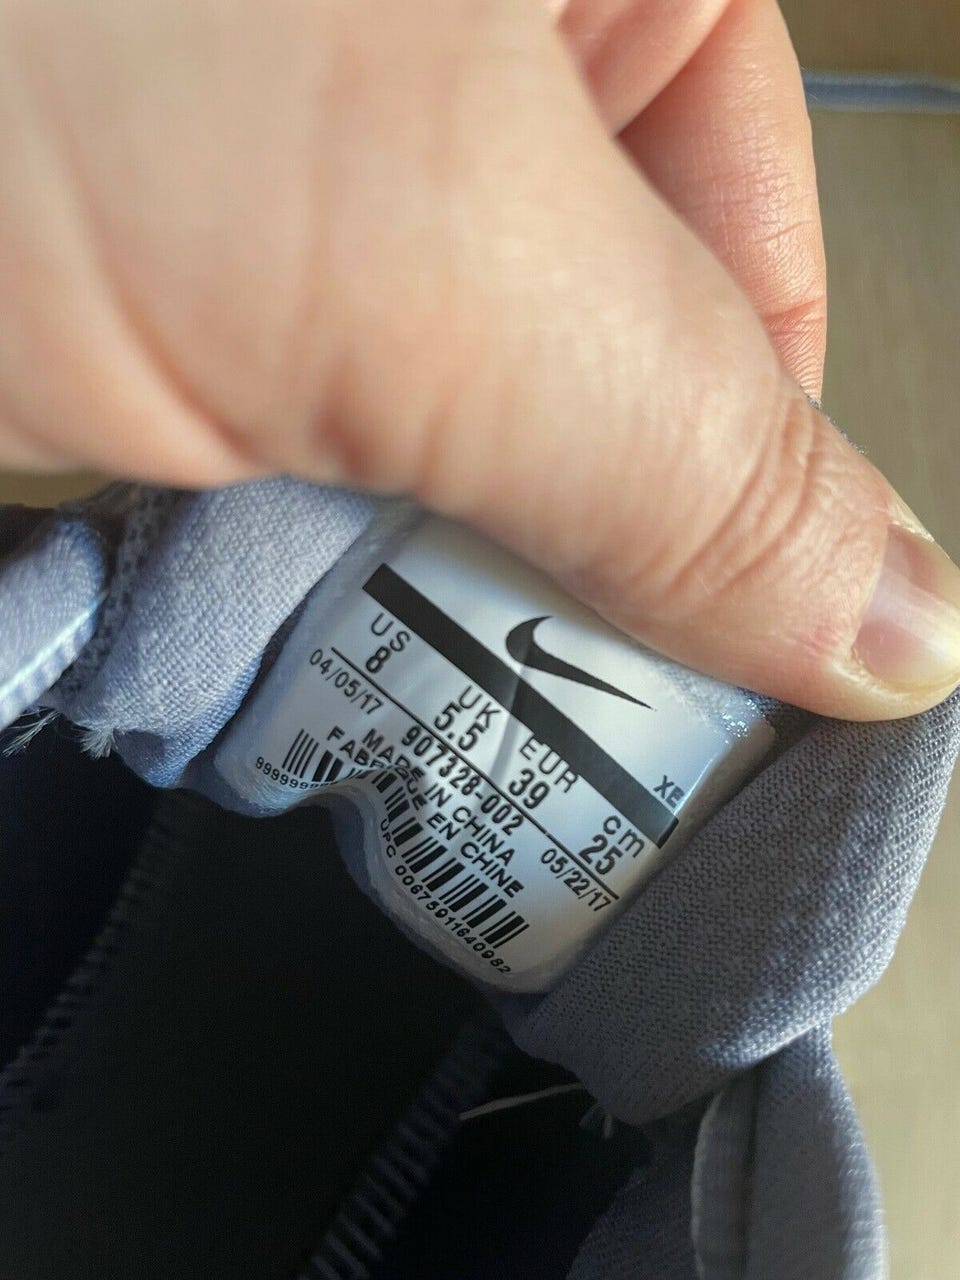 XE
US UK EUR cm
8 5.5 39 25
04/05/17 907328-002 05/22/17
MADE IN CHINA
FABRIQUE EN CHINE
UPC 00675911640982